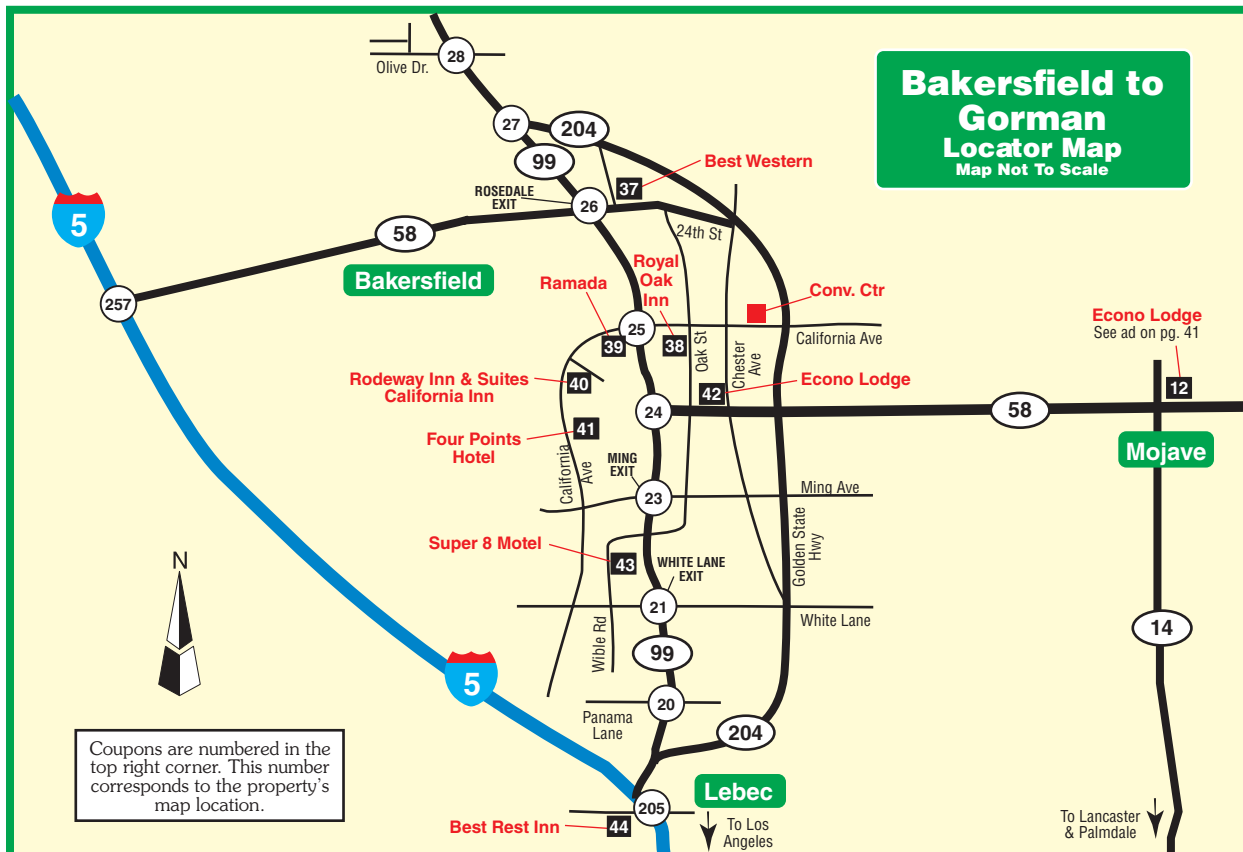 Bakersfield to
Gorman
Locator Map
Map Not To Scale
28
Olive Dr.
27
204
99
Best Western
37
ROSEDALE
EXIT
26
5
58
24th St
Bakersfield
257
Royal
Oak
Inn
Ramada
Conv. Ctr
25
California Ave
39
38
Oak St
Chester
Ave
Econo Lodge
See ad on pg. 41
12
Rodeway Inn & Suites
California Inn
40
42
Econo Lodge
24
58
Four Points
Hotel
41
California
Ave
Mojave
MING
EXIT
23
Ming Ave
Golden State
Hwy
Super 8 Motel
43
WHITE LANE
EXIT
21
White Lane
Wible Rd
N
99
14
5
20
Panama
Lane
204
Coupons are numbered in the
top right corner. This number
corresponds to the property's
map location.
Lebec
205
Best Rest Inn
44
To Los
Angeles
To Lancaster
& Palmdale